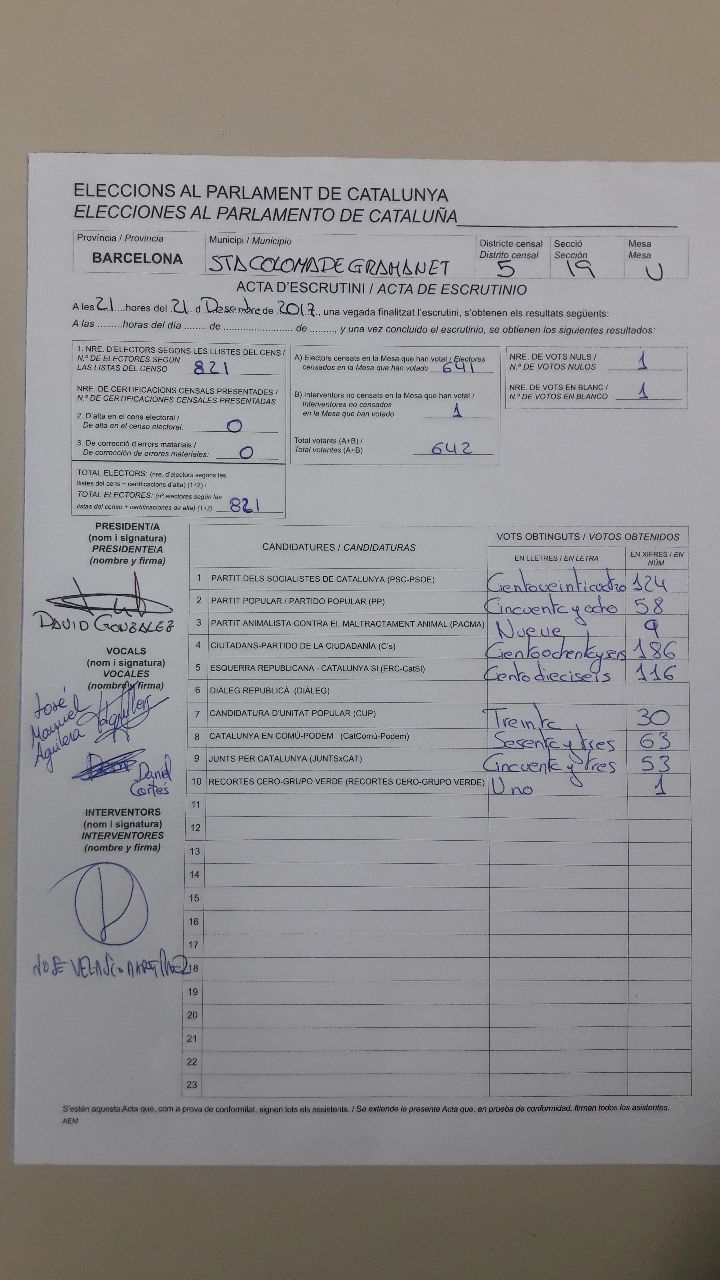 ELECCIONS AL PARLAMENT DE CATALUNYA
ELECCIONES AL PARLAMENTO DE CATALUÑA
Província / Provincia
BARCELONA
Municipi / Municipio
STA COLOMA DE GRAMANET
Districte censal
Distrito censal
5
Secció
Sección
19
Mesa
Mesa
U
ACTA D'ESCRUTINI / ACTA DE ESCRUTINIO
A les 21 hores del 21 d Desembre de 2017, una vegada finalitzat l'escrutini, s'obtenen els resultats següents:
A las ......... horas del día ........ de ........................ de ........., y una vez concluido el escrutinio, se obtienen los siguientes resultados:
1. NRE. D'ELECTORS SEGONS LES LLISTES DEL CENS /
N.º DE ELECTORES SEGÚN
LAS LISTAS DEL CENSO 821
NRE. DE CERTIFICACIONS CENSALS PRESENTADES /
N.º DE CERTIFICACIONES CENSALES PRESENTADAS
2. D'alta en el cens electoral /
De alta en el censo electoral: 0
3. De correcció d'errors materials /
De corrección de errores materiales: 0
TOTAL ELECTORS: (nre. d'electors segons les
llistes del cens + certificacions d'alta) (1+2) /
TOTAL ELECTORES: (nº electores según las
listas del censo + certificaciones de alta) (1+2) 821
A) Electors censats en la Mesa que han votat / Electores
censados en la Mesa que han votado 641
B) Interventors no censats en la Mesa que han votat /
Interventores no censados
en la Mesa que han votado 1
Total votants (A+B) /
Total votantes (A+B) 642
NRE. DE VOTS NULS /
N.º DE VOTOS NULOS 1
NRE. DE VOTS EN BLANC /
N.º DE VOTOS EN BLANCO 1
PRESIDENT/A
(nom i signatura)
PRESIDENTE/A
(nombre y firma)
DAVID GONZALEZ
VOCALS
(nom i signatura)
VOCALES
(nombre y firma)
José
Manuel
Aguilera
Daniel
Cortes
INTERVENTORS
(nom i signatura)
INTERVENTORES
(nombre y firma)
CANDIDATURES / CANDIDATURAS
VOTS OBTINGUTS / VOTOS OBTENIDOS
EN LLETRES / EN LETRA
EN XIFRES / EN NÚM
1 PARTIT DELS SOCIALISTES DE CATALUNYA (PSC-PSOE) Cientoveinticuatro 124
2 PARTIT POPULAR / PARTIDO POPULAR (PP) Cincuenta y ocho 58
3 PARTIT ANIMALISTA CONTRA EL MALTRACTAMENT ANIMAL (PACMA) Nueve 9
4 CIUTADANS-PARTIDO DE LA CIUDADANÍA (C's) Cientoochentayseis 186
5 ESQUERRA REPUBLICANA - CATALUNYA SI (ERC-CatSI) Cento dieciseis 116
6 DIÀLEG REPUBLICÀ (DIÀLEG)
7 CANDIDATURA D'UNITAT POPULAR (CUP) Treinta 30
8 CATALUNYA EN COMÚ-PODEM (CatComú-Podem) Sesenta y tres 63
9 JUNTS PER CATALUNYA (JUNTSxCAT) Cincuenta y tres 53
10 RECORTES CERO-GRUPO VERDE (RECORTES CERO-GRUPO VERDE) Uno 1
11
12
13
14
15
16
17
18
19
20
21
22
23
S'estén aquesta Acta que, com a prova de conformitat, signen tots els assistents. / Se extiende la presente Acta que, en prueba de conformidad, firman todos los asistentes.
AEM